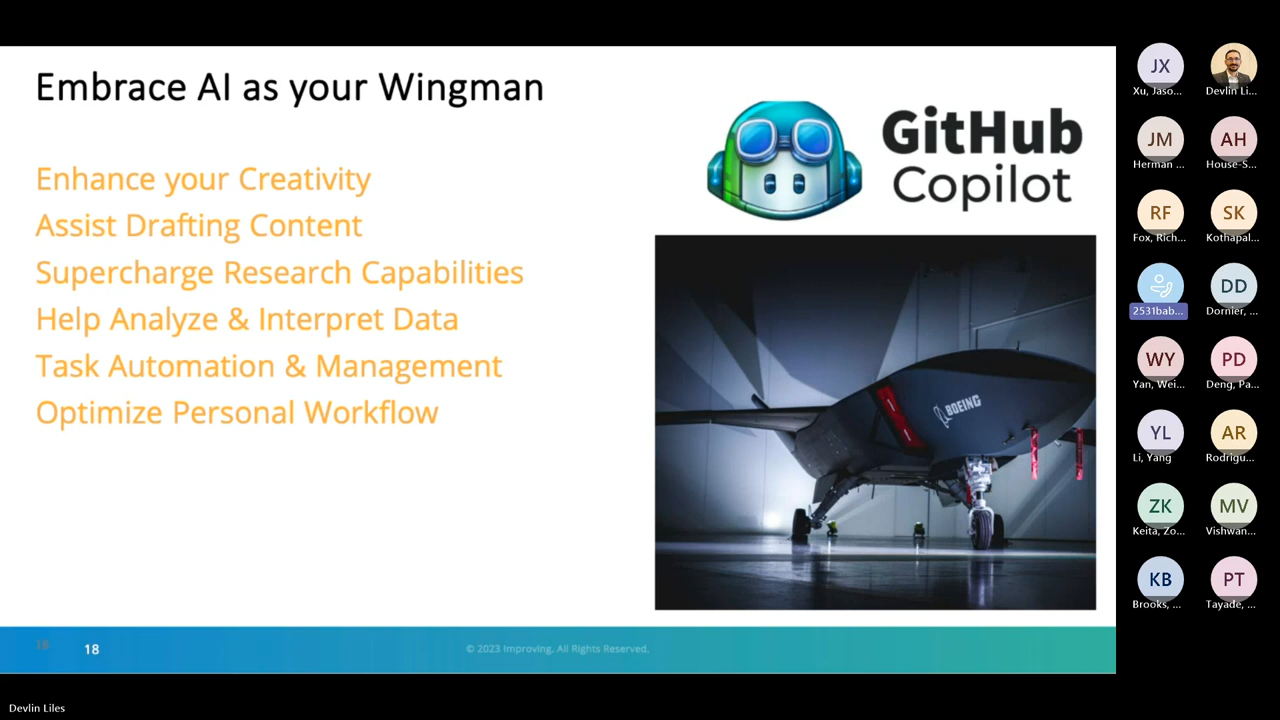 Embrace AI as your Wingman
GitHub
Copilot
Enhance your Creativity
Assist Drafting Content
Supercharge Research Capabilities
Help Analyze & Interpret Data
Task Automation & Management
Optimize Personal Workflow
BOEING
18
18
© 2023 Improving. All Rights Reserved.
JX
Xu, Jaso...
Devlin Li...
JM
Herman ...
AH
House-S...
RF
Fox, Rich...
SK
Kothapal...
2531bab...
DD
Dornier, ...
WY
Yan, Wei...
PD
Deng, Pa...
YL
Li, Yang
AR
Rodrigu...
ZK
Keita, Zo...
MV
Vishwan...
KB
Brooks, ...
PT
Tayade, ...
Devlin Liles